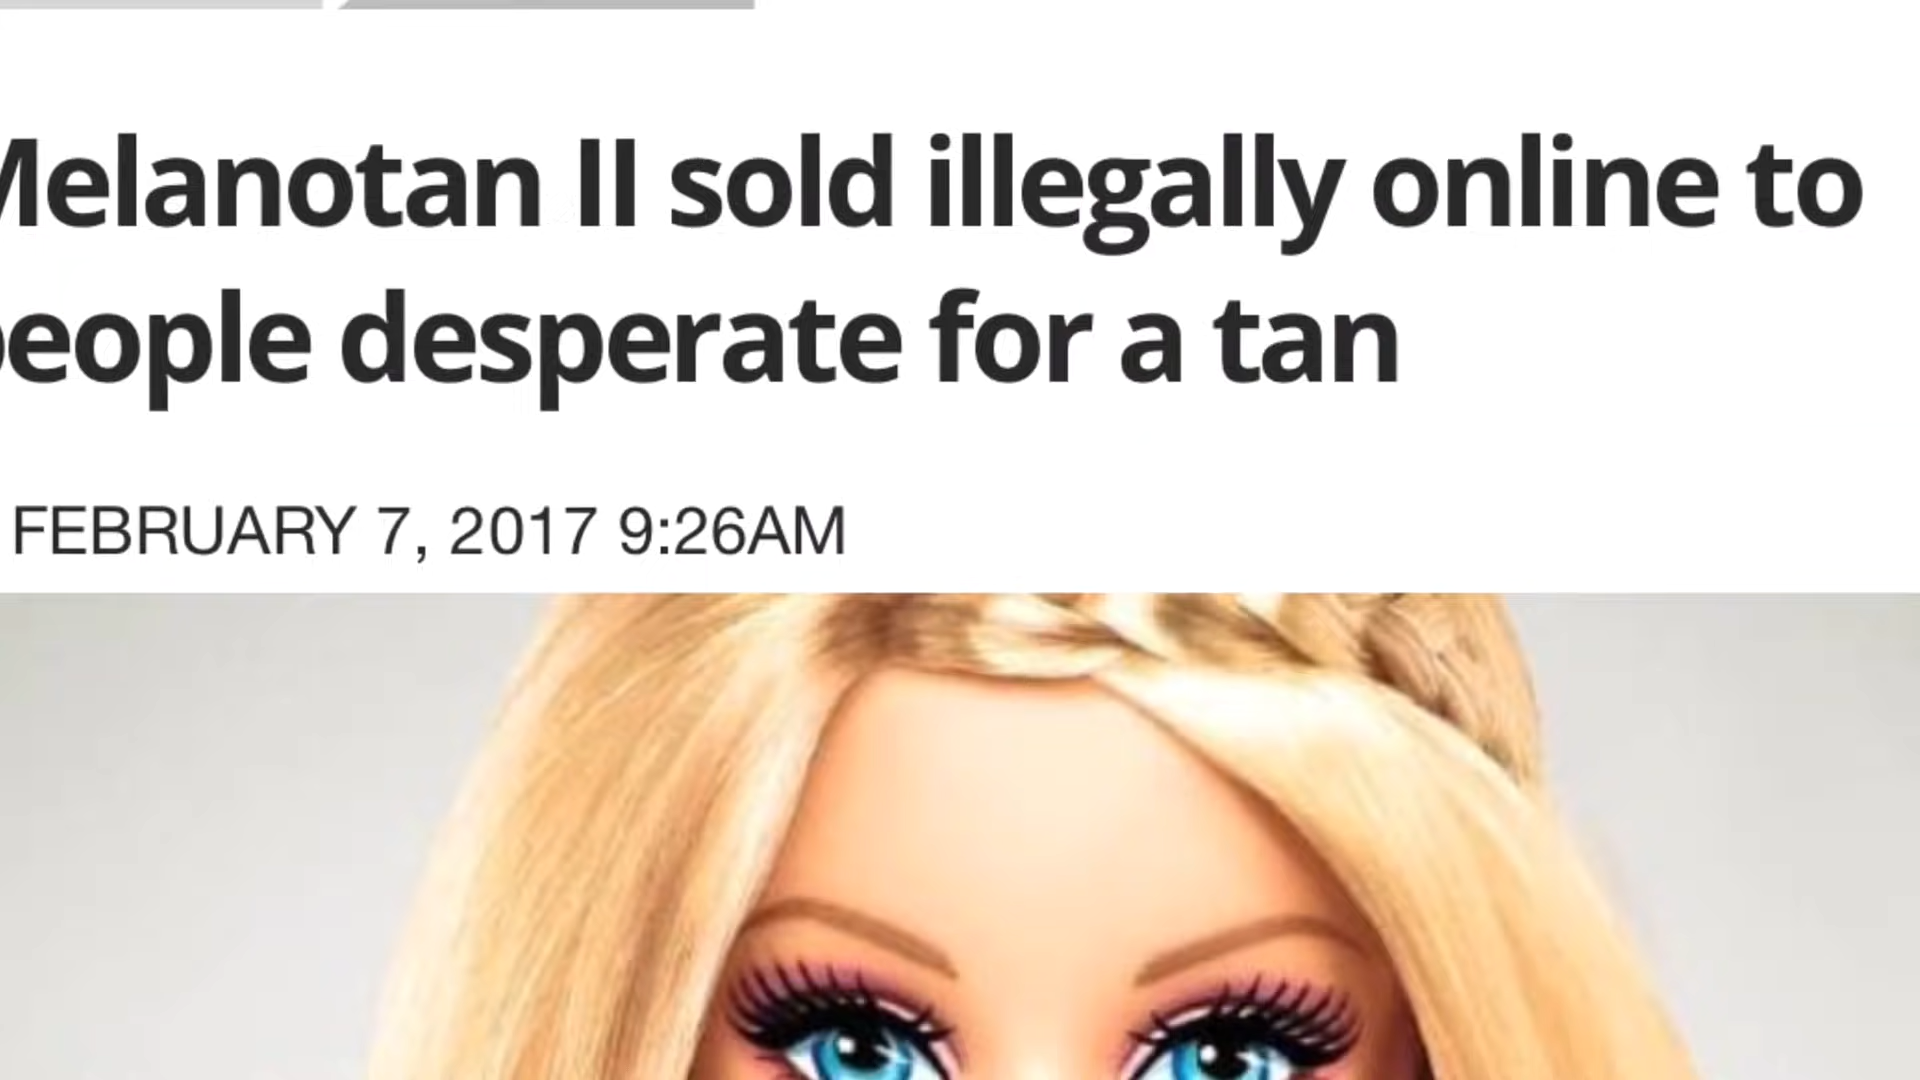 Melanotan II sold illegally online to
people desperate for a tan
FEBRUARY 7, 2017 9:26AM